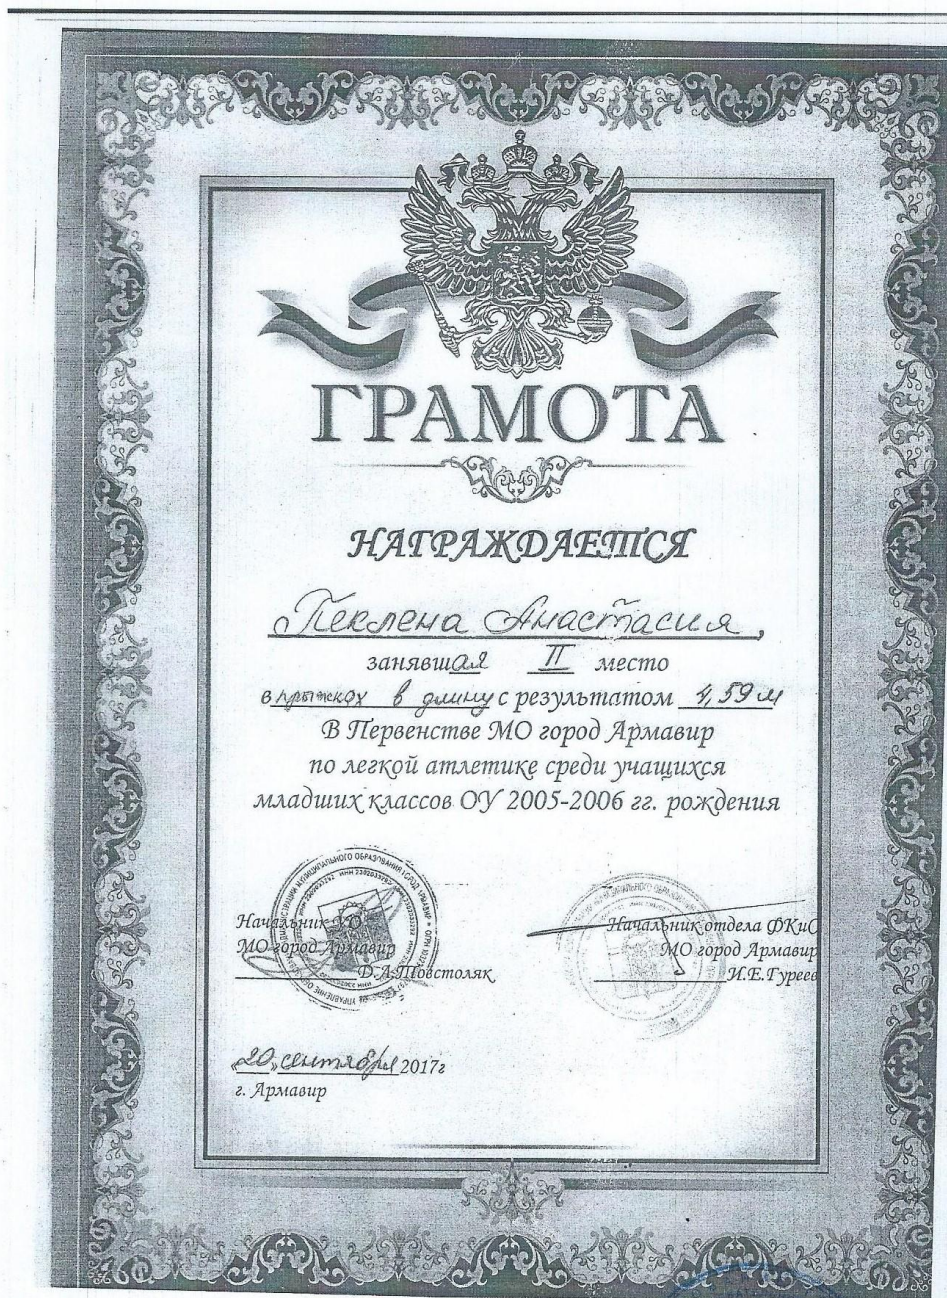 ГРАМОТА
НАГРАЖДАЕТСЯ
Пеклена Анастасия,
занявшая II место
в прыжках в длину с результатом 4,59 м
В Первенстве МО город Армавир
по легкой атлетике среди учащихся
младших классов ОУ 2005-2006 гг. рождения
Начальник УО
МО город Армавир
Д.А.Товстоляк
Начальник отдела ФКиС
МО город Армавир
И.Е.Гуреев
«20» сентября 2017г
г. Армавир